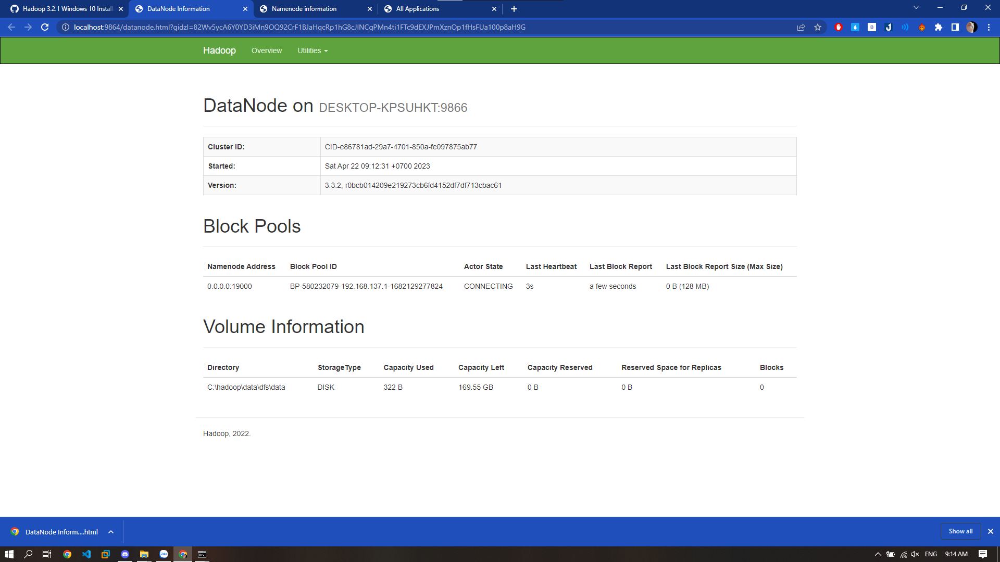 Hadoop 3.2.1 Windows 10 Install
DataNode Information
Namenode information
All Applications
localhost:9864/datanode.html?gidzl=82Wv5ycA6Y0YD3iMn9OQ92CrF1BJaHqcRp1hG8cJINCqPMn4ti1FTc9dEXJPmXznOp1fHsFUa100p8aH9G
Hadoop Overview Utilities
DataNode on DESKTOP-KPSUHKT:9866
Cluster ID: CID-e86781ad-29a7-4701-850a-fe097875ab77
Started: Sat Apr 22 09:12:31 +0700 2023
Version: 3.3.2, r0bcb014209e219273cb6fd4152df7df713cbac61
Block Pools
Namenode Address Block Pool ID Actor State Last Heartbeat Last Block Report Last Block Report Size (Max Size)
0.0.0.0:19000 BP-580232079-192.168.137.1-1682129277824 CONNECTING 3s a few seconds 0 B (128 MB)
Volume Information
Directory StorageType Capacity Used Capacity Left Capacity Reserved Reserved Space for Replicas Blocks
C:\hadoop\data\dfs\data DISK 322 B 169.55 GB 0 B 0 B 0
Hadoop, 2022.
DataNode Inform....html
Show all
Zalo
ENG
9:14 AM